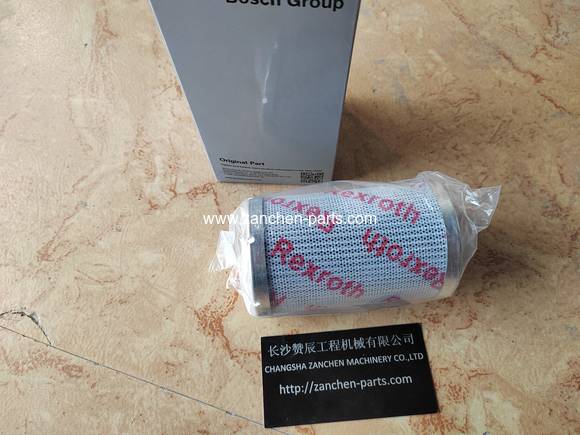 Bosch Group
Original Part
www.zanchen-parts.com
Rexroth
Rexroth
Rexroth
Rexroth
长沙赞辰工程机械有限公司
CHANGSHA ZANCHEN MACHINERY CO.,LTD
http://zanchen-parts.com